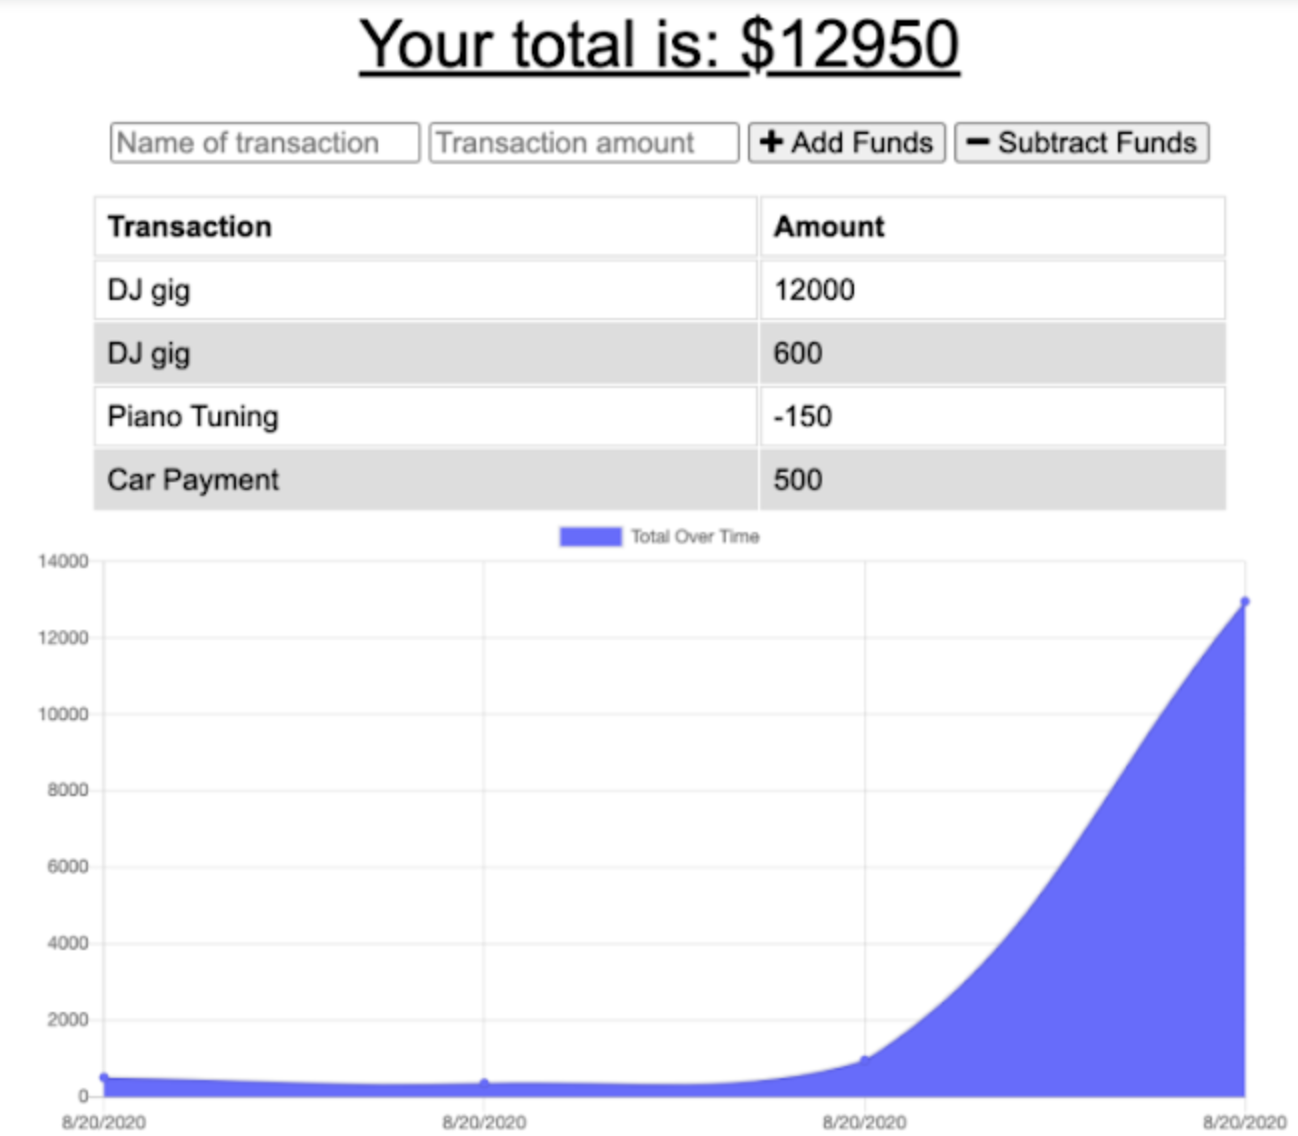 Your total is: $12950
Name of transaction Transaction amount + Add Funds − Subtract Funds
Transaction Amount
DJ gig 12000
DJ gig 600
Piano Tuning -150
Car Payment 500
Total Over Time
14000
12000
10000
8000
6000
4000
2000
0
8/20/2020 8/20/2020 8/20/2020 8/20/2020